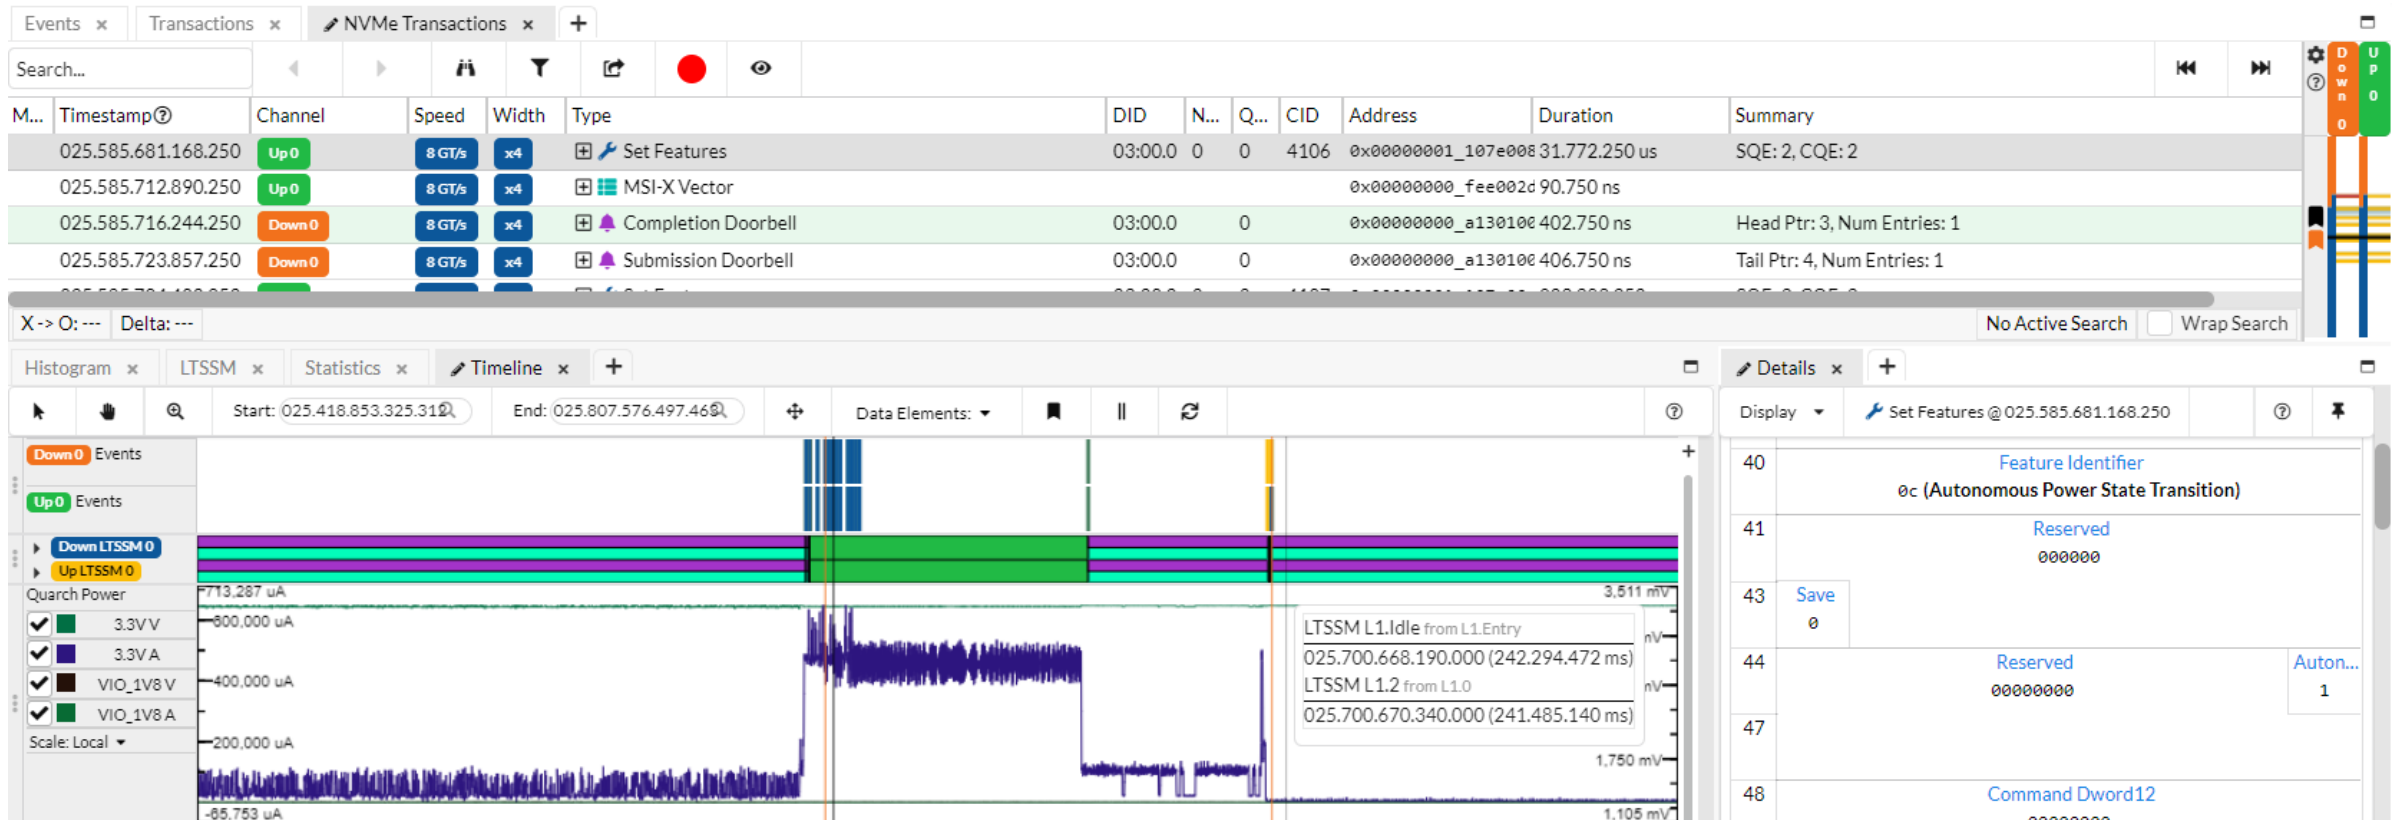 Events × Transactions × NVMe Transactions × +
Search...
M... Timestamp Channel Speed Width Type DID N... Q... CID Address Duration Summary
025.585.681.168.250 Up 0 8 GT/s x4 Set Features 03:00.0 0 0 4106 0x00000001_107e008 31.772.250 us SQE: 2, CQE: 2
025.585.712.890.250 Up 0 8 GT/s x4 MSI-X Vector 0x00000000_fee002d 90.750 ns
025.585.716.244.250 Down 0 8 GT/s x4 Completion Doorbell 03:00.0 0 0x00000000_a130100 402.750 ns Head Ptr: 3, Num Entries: 1
025.585.723.857.250 Down 0 8 GT/s x4 Submission Doorbell 03:00.0 0 0x00000000_a130100 406.750 ns Tail Ptr: 4, Num Entries: 1
Down 0
Up 0
X -> O: --- Delta: --- No Active Search Wrap Search
Histogram × LTSSM × Statistics × Timeline × +
Start: 025.418.853.325.312 End: 025.807.576.497.468 Data Elements:
Down 0 Events
Up 0 Events
Down LTSSM 0
Up LTSSM 0
Quarch Power
3.3V V
3.3V A
VIO_1V8 V
VIO_1V8 A
Scale: Local
713,287 uA
600,000 uA
400,000 uA
200,000 uA
-65,753 uA
3,511 mV
mV
mV
1,750 mV
1,105 mV
LTSSM L1.Idle from L1.Entry
025.700.668.190.000 (242.294.472 ms)
LTSSM L1.2 from L1.0
025.700.670.340.000 (241.485.140 ms)
Details × +
Display Set Features @ 025.585.681.168.250
40 Feature Identifier
0c (Autonomous Power State Transition)
41 Reserved
000000
43 Save
0
44 Reserved Auton...
00000000 1
47
48 Command Dword12